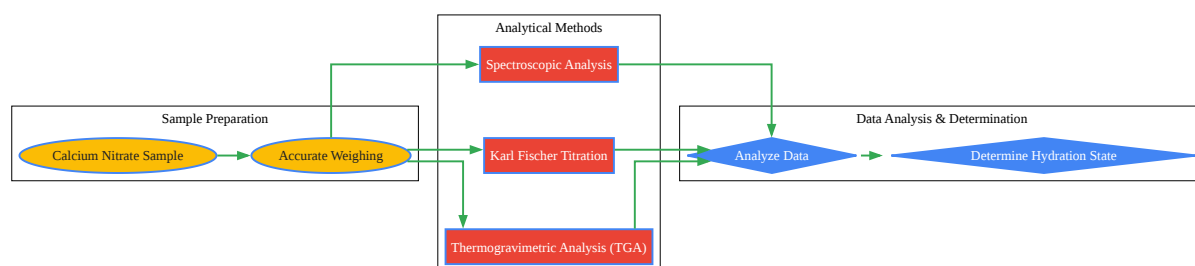 Analytical Methods
Spectroscopic Analysis
Sample Preparation
Data Analysis & Determination
Calcium Nitrate Sample
Accurate Weighing
Karl Fischer Titration
Analyze Data
Determine Hydration State
Thermogravimetric Analysis (TGA)